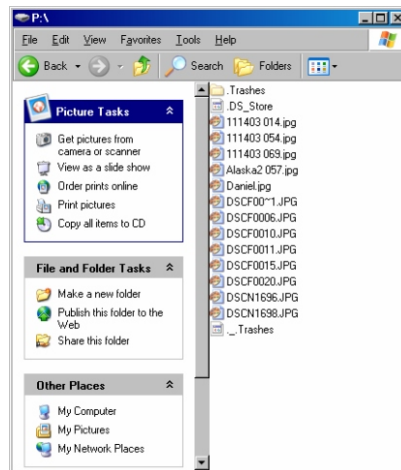 P:\
File Edit View Favorites Tools Help
Back Search Folders
Picture Tasks
Get pictures from
camera or scanner
View as a slide show
Order prints online
Print pictures
Copy all items to CD
File and Folder Tasks
Make a new folder
Publish this folder to the
Web
Share this folder
Other Places
My Computer
My Pictures
My Network Places
.Trashes
.DS_Store
111403 014.jpg
111403 054.jpg
111403 069.jpg
Alaska2 057.jpg
Daniel.jpg
DSCF00~1.JPG
DSCF0006.JPG
DSCF0010.JPG
DSCF0011.JPG
DSCF0015.JPG
DSCF0020.JPG
DSCN1696.JPG
DSCN1698.JPG
._.Trashes